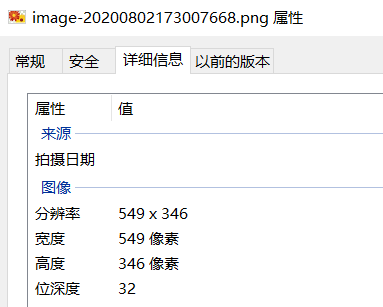 image-20200802173007668.png 属性
常规 安全 详细信息 以前的版本
属性 值
来源
拍摄日期
图像
分辨率 549 x 346
宽度 549 像素
高度 346 像素
位深度 32